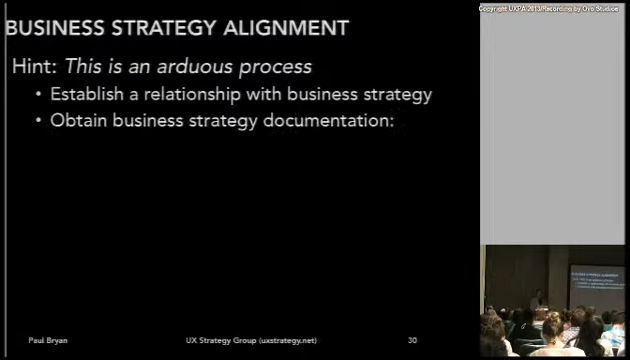 Copyright UXPA 2013/Recording by Ovo Studios
BUSINESS STRATEGY ALIGNMENT
Hint: This is an arduous process
• Establish a relationship with business strategy
• Obtain business strategy documentation:
Paul Bryan
UX Strategy Group (uxstrategy.net)
30